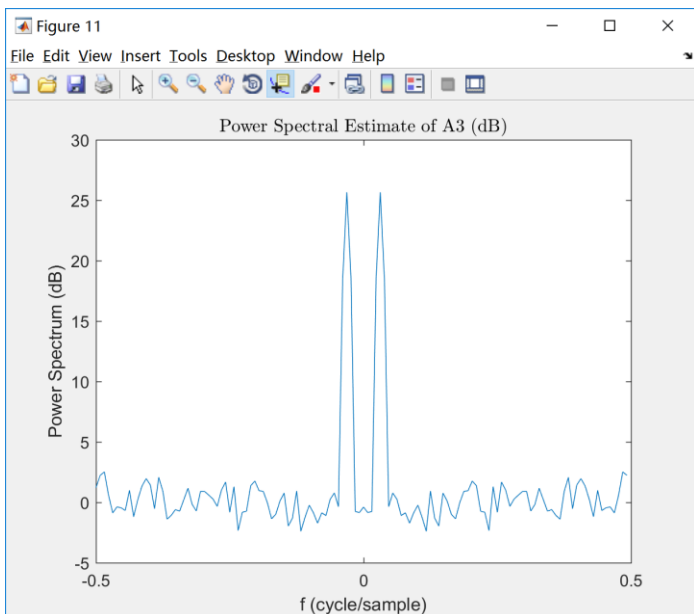 Figure 11
File Edit View Insert Tools Desktop Window Help
Power Spectral Estimate of A3 (dB)
30
25
20
15
10
5
0
-5
Power Spectrum (dB)
-0.5 0 0.5
f (cycle/sample)